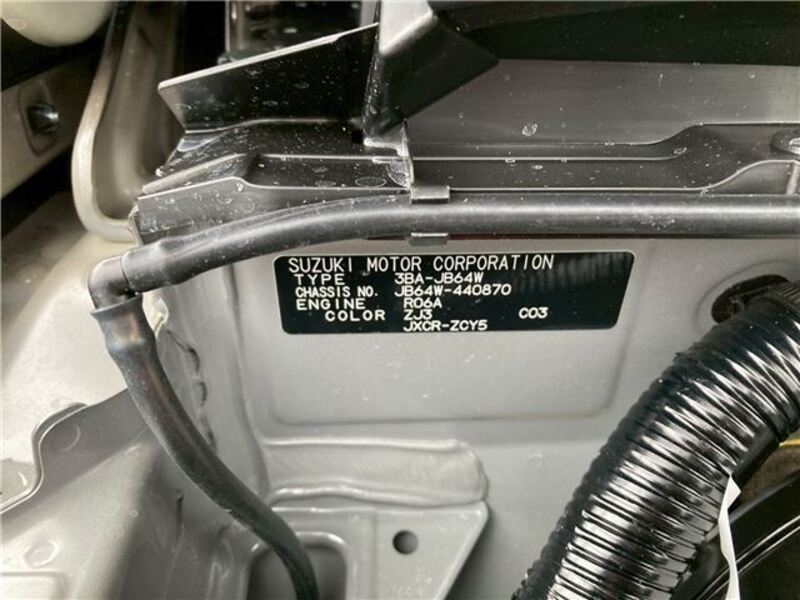 SUZUKI MOTOR CORPORATION
TYPE 3BA-JB64W
CHASSIS NO. JB64W-440870
ENGINE R06A
COLOR ZJ3 C03
JXCR-ZCY5